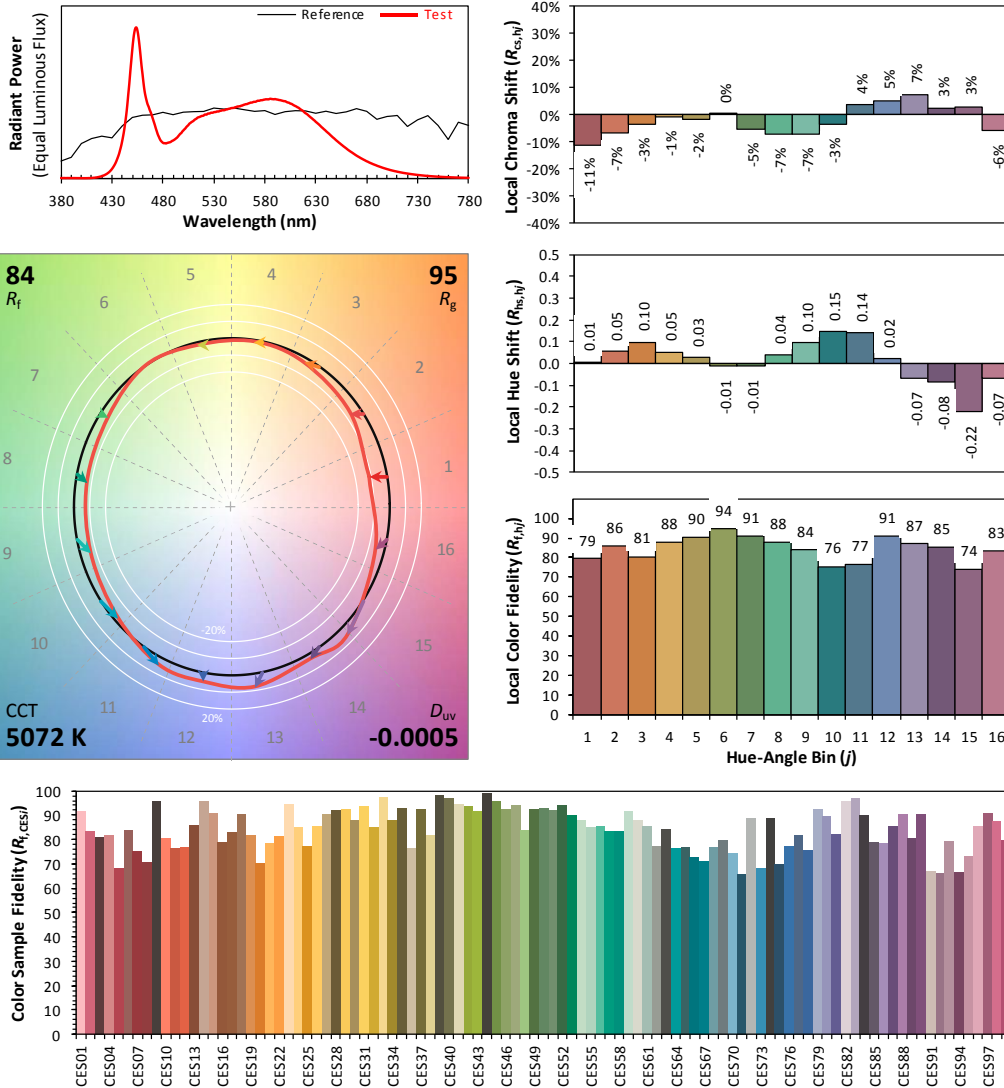 Reference Test
Radiant Power
(Equal Luminous Flux)
380 430 480 530 580 630 680 730 780
Wavelength (nm)
Local Chroma Shift (Rcs,hj)
40%
30%
20%
10%
0%
-10%
-20%
-30%
-40%
-11% -7% -3% -1% -2% 0% -5% -7% -7% -3% 4% 5% 7% 3% 3% -6%
84
Rf
95
Rg
5 4
6 3
7 2
8 1
9 16
10 15
11 14
12 13
-20%
20%
CCT
5072 K
Duv
-0.0005
Local Hue Shift (Rhs,hj)
0.5
0.4
0.3
0.2
0.1
0.0
-0.1
-0.2
-0.3
-0.4
-0.5
0.01 0.05 0.10 0.05 0.03 -0.01 -0.01 0.04 0.10 0.15 0.14 0.02 -0.07 -0.08 -0.22 -0.07
Local Color Fidelity (Rf,hj)
100
90
80
70
60
50
40
30
20
10
0
79 86 81 88 90 94 91 88 84 76 77 91 87 85 74 83
1 2 3 4 5 6 7 8 9 10 11 12 13 14 15 16
Hue-Angle Bin (j)
Color Sample Fidelity (Rf,CESi)
100
90
80
70
60
50
40
30
20
10
0
CES01 CES04 CES07 CES10 CES13 CES16 CES19 CES22 CES25 CES28 CES31 CES34 CES37 CES40 CES43 CES46 CES49 CES52 CES55 CES58 CES61 CES64 CES67 CES70 CES73 CES76 CES79 CES82 CES85 CES88 CES91 CES94 CES97